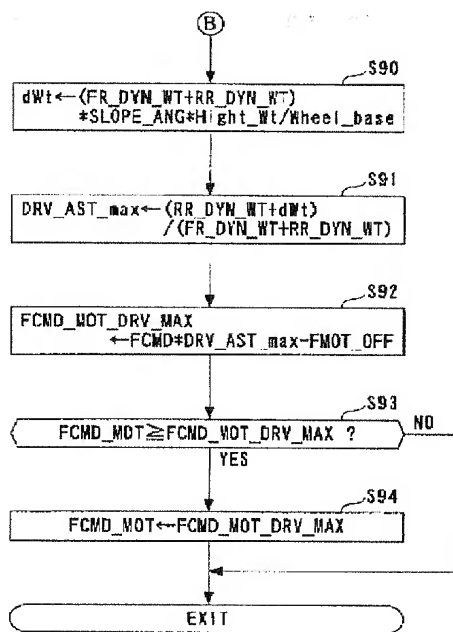 B
S90
dWt←(FR_DYN_WT+RR_DYN_WT)
*SLOPE_ANG*Hight_Wt/Wheel_base
S91
DRV_AST_max←(RR_DYN_WT+dWt)
/(FR_DYN_WT+RR_DYN_WT)
S92
FCMD_MOT_DRV_MAX
←FCMD*DRV_AST_max-FMOT_OFF
S93
FCMD_MOT≧FCMD_MOT_DRV_MAX ?
NO
YES
S94
FCMD_MOT←FCMD_MOT_DRV_MAX
EXIT